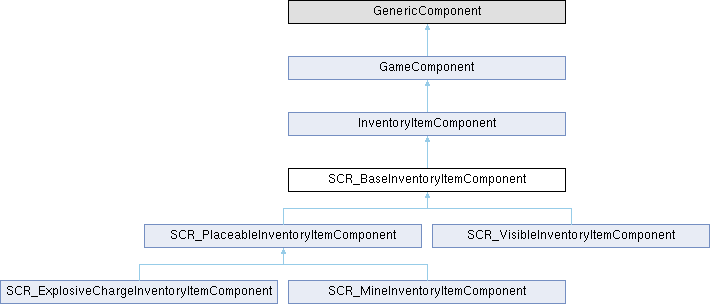 GenericComponent
GameComponent
InventoryItemComponent
SCR_BaseInventoryItemComponent
SCR_PlaceableInventoryItemComponent
SCR_VisibleInventoryItemComponent
SCR_ExplosiveChargeInventoryItemComponent
SCR_MineInventoryItemComponent